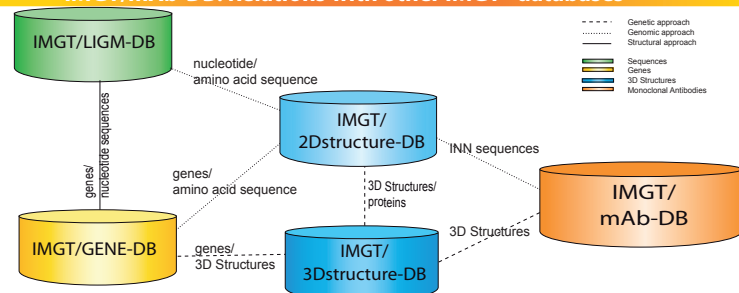 IMGT/LIGM-DB
nucleotide/
amino acid sequence
Genetic approach
Genomic approach
Structural approach
Sequences
Genes
3D Structures
Monoclonal Antibodies
IMGT/
2Dstructure-DB
genes/
nucleotide sequences
genes/
amino acid sequence
INN sequences
3D Structures/
proteins
IMGT/
mAb-DB
IMGT/GENE-DB
genes/
3D Structures
IMGT/
3Dstructure-DB
3D Structures